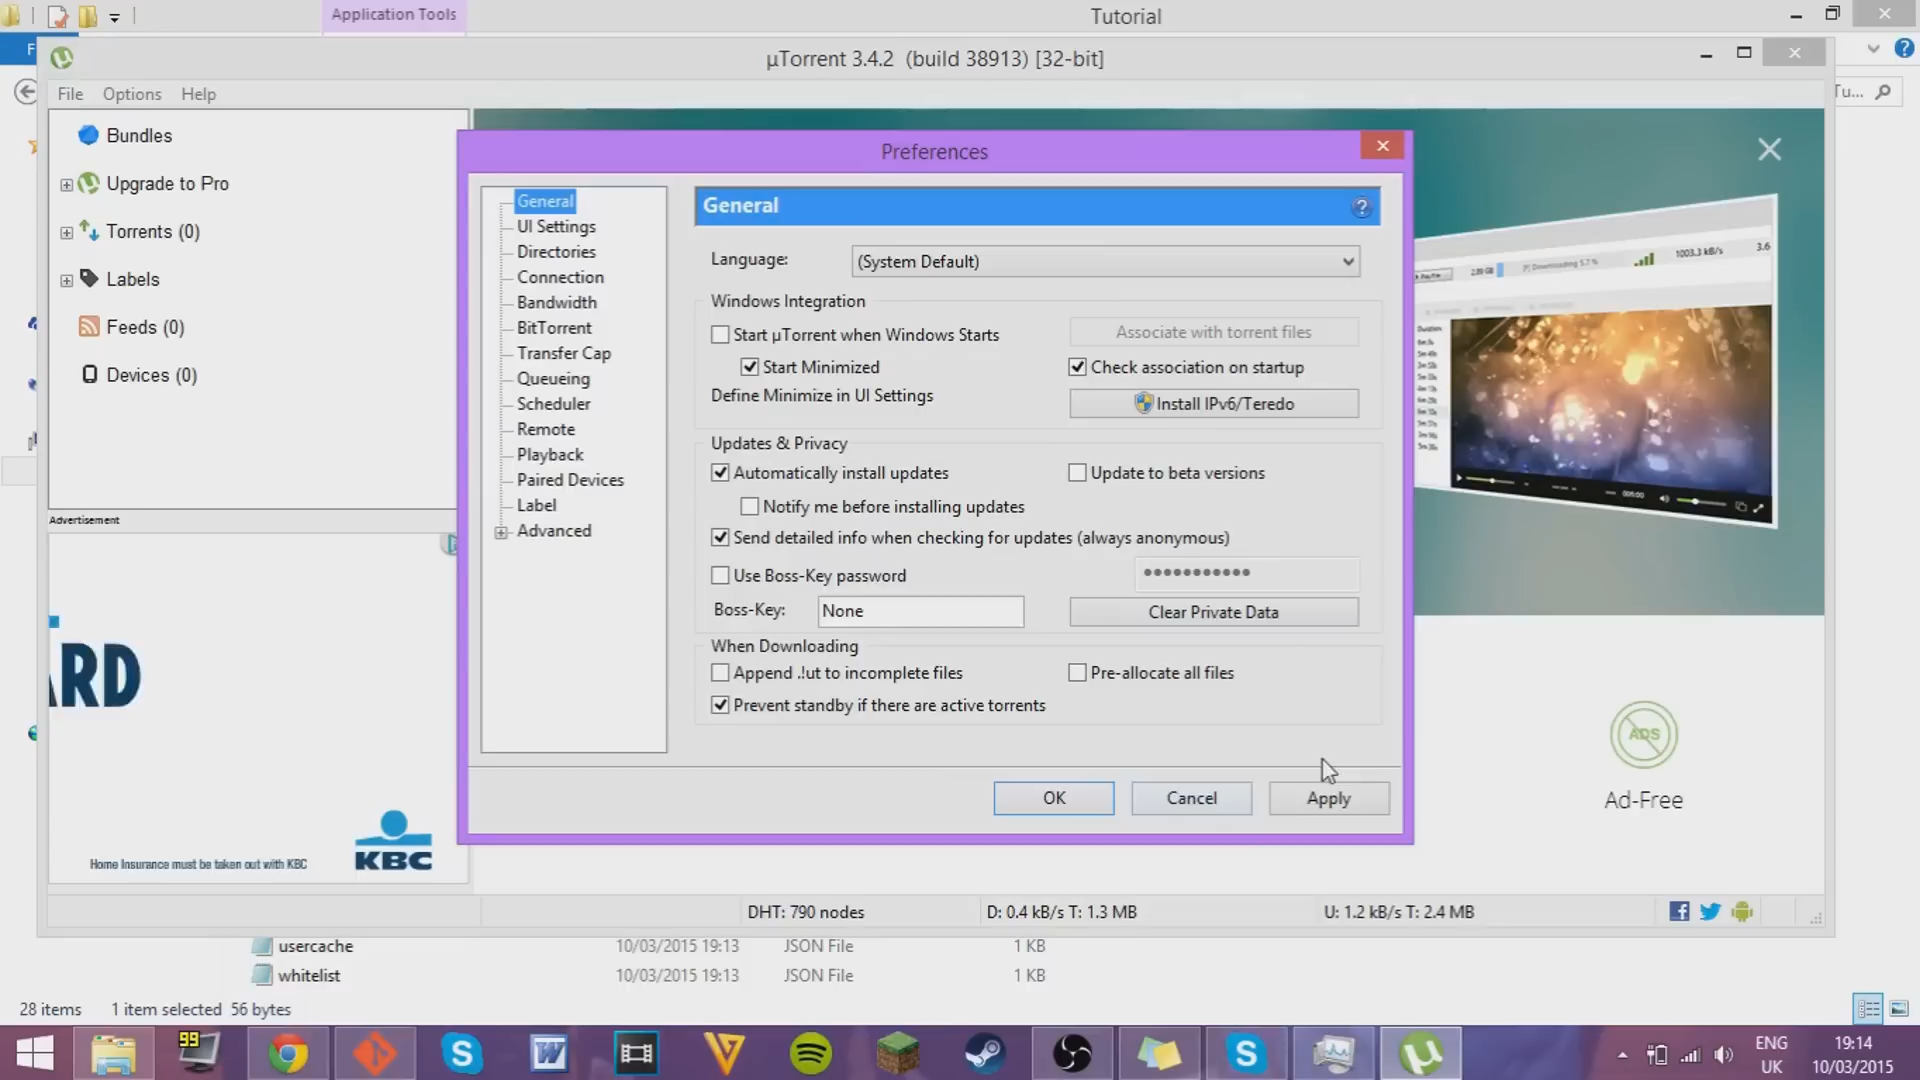 Application Tools
Tutorial
µTorrent 3.4.2 (build 38913) [32-bit]
File Options Help
Tu...
Bundles
Upgrade to Pro
Torrents (0)
Labels
Feeds (0)
Devices (0)
Advertisement
ARD
Home Insurance must be taken out with KBC
KBC
Preferences
General
UI Settings
Directories
Connection
Bandwidth
BitTorrent
Transfer Cap
Queueing
Scheduler
Remote
Playback
Paired Devices
Label
Advanced
General
Language: (System Default)
Windows Integration
Start µTorrent when Windows Starts
Associate with torrent files
Start Minimized
Check association on startup
Define Minimize in UI Settings
Install IPv6/Teredo
Updates & Privacy
Automatically install updates
Update to beta versions
Notify me before installing updates
Send detailed info when checking for updates (always anonymous)
Use Boss-Key password
Boss-Key: None
Clear Private Data
When Downloading
Append .!ut to incomplete files
Pre-allocate all files
Prevent standby if there are active torrents
OK Cancel Apply
1003.3 kB/s 3.6
ADS
Ad-Free
DHT: 790 nodes D: 0.4 kB/s T: 1.3 MB U: 1.2 kB/s T: 2.4 MB
usercache 10/03/2015 19:13 JSON File 1 KB
whitelist 10/03/2015 19:13 JSON File 1 KB
28 items 1 item selected 56 bytes
99
ENG
UK
19:14
10/03/2015